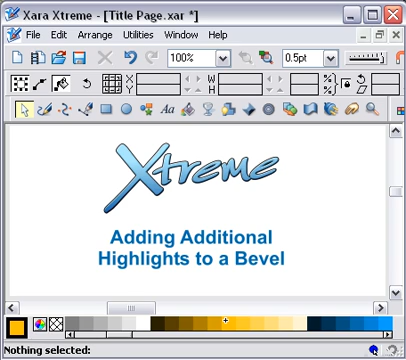 Xara Xtreme - [Title Page.xar *]
File Edit Arrange Utilities Window Help
100% 0.5pt
X W
Y H % %
Aa
Xtreme
Adding Additional
Highlights to a Bevel
Nothing selected: